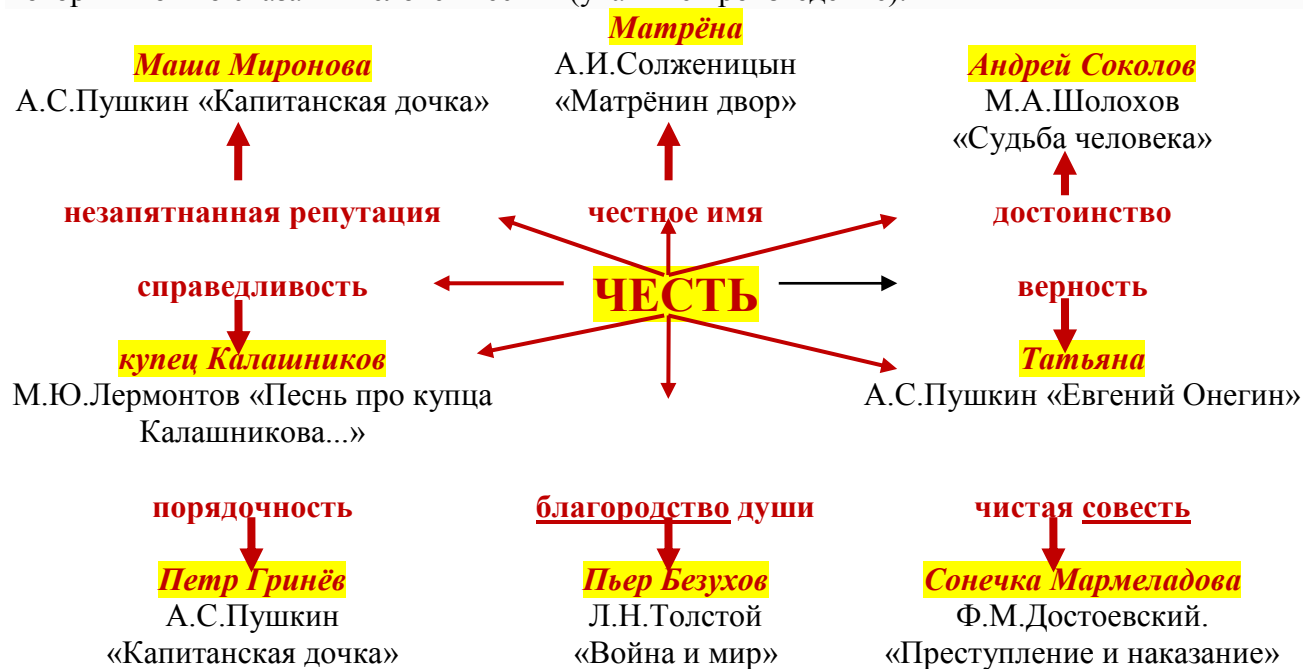 Матрёна
Маша Миронова
А.И.Солженицын
Андрей Соколов
А.С.Пушкин «Капитанская дочка»
«Матрёнин двор»
М.А.Шолохов
«Судьба человека»
незапятнанная репутация
честное имя
достоинство
справедливость
ЧЕСТЬ
верность
купец Калашников
Татьяна
М.Ю.Лермонтов «Песнь про купца
Калашникова...»
А.С.Пушкин «Евгений Онегин»
порядочность
благородство души
чистая совесть
Петр Гринёв
Пьер Безухов
Сонечка Мармеладова
А.С.Пушкин
Л.Н.Толстой
Ф.М.Достоевский.
«Капитанская дочка»
«Война и мир»
«Преступление и наказание»